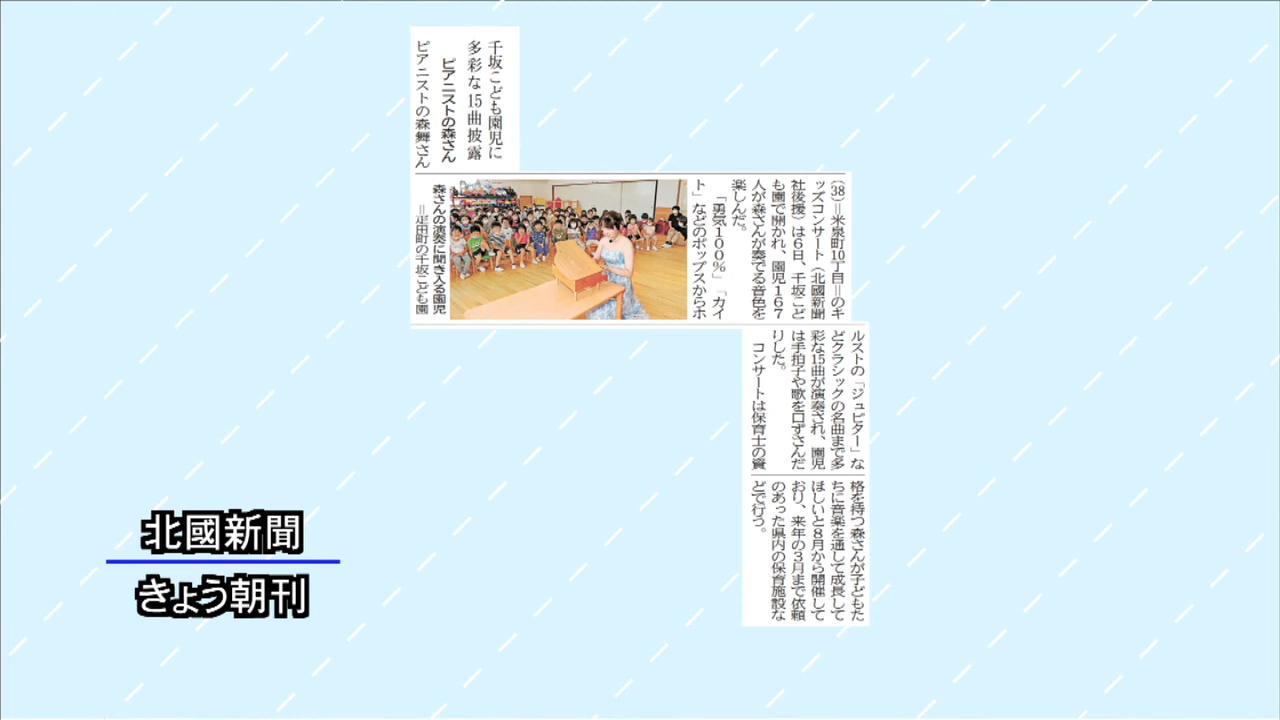 千坂こども園児に
多彩な15曲披露
ピアニストの森さん
ピアニストの森舞さん
(38)=米泉町10丁目=のキ
ッズコンサート(北國新聞
社後援)は6日、千坂こど
も園で開かれ、園児167
人が森さんが奏でる音色を
楽しんだ。
「勇気100%」「カイ
ト」などのポップスからホ
森さんの演奏に聞き入る園児
=疋田町の千坂こども園
ルストの「ジュピター」な
どクラシックの名曲まで多
彩な15曲が演奏され、園児
は手拍子や歌を口ずさんだ
りした。
コンサートは保育士の資
格を持つ森さんが子どもた
ちに音楽を通して成長して
ほしいと8月から開催して
おり、来年の3月まで依頼
のあった県内の保育施設な
どで行う。
北國新聞
きょう朝刊